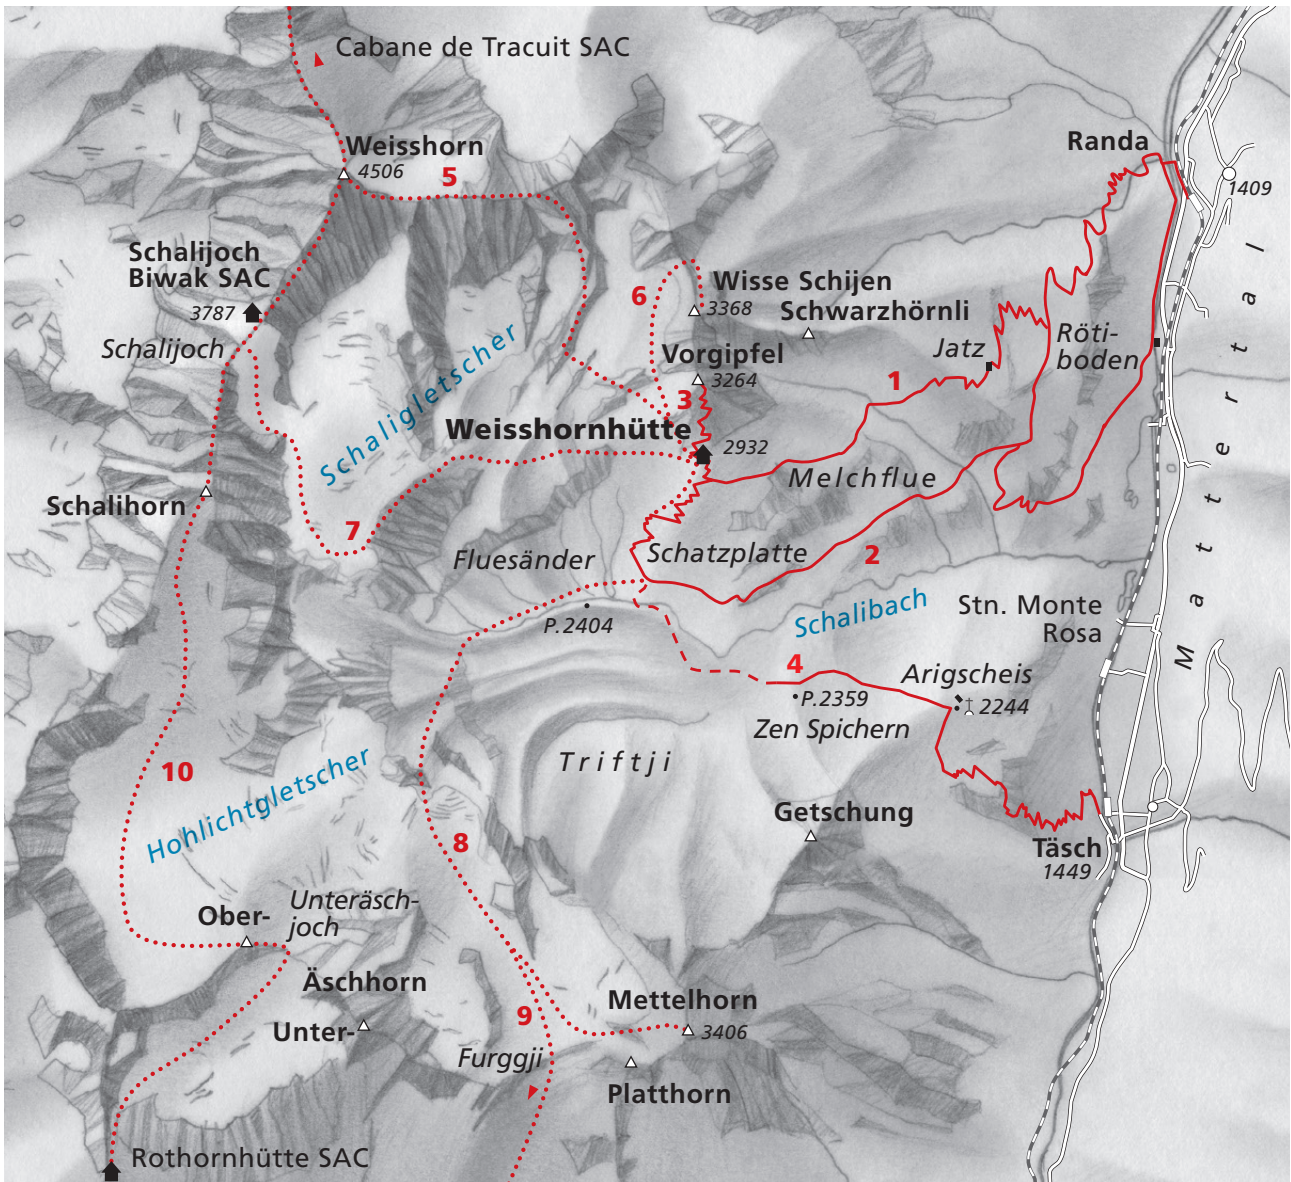 Cabane de Tracuit SAC
Weisshorn
4506
5
Randa
1409
Schalijoch
Biwak SAC
3787
Schalijoch
6
Wisse Schijen
3368
Schwarzhörnli
Vorgipfel
3264
Jatz
Röti-
boden
1
3
Schaligletscher
Weisshornhütte
2932
Melchflue
Schalihorn
7
Fluesänder
Schatzplatte
2
P.2404
Schalibach
Stn. Monte
Rosa
Mattertal
4
Arigscheis
2244
P.2359
Zen Spichern
Triftji
10
Hohlichtgletscher
8
Getschung
Täsch
1449
Ober-
Unteräsch-
joch
Äschhorn
Unter-
9
Mettelhorn
3406
Furggji
Platthorn
Rothornhütte SAC